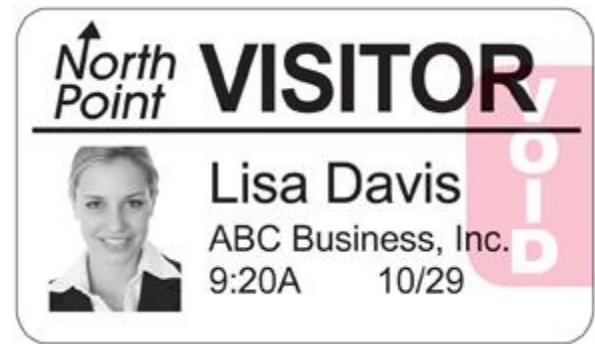 North
Point
VISITOR
Lisa Davis
ABC Business, Inc.
9:20A 10/29
VOID